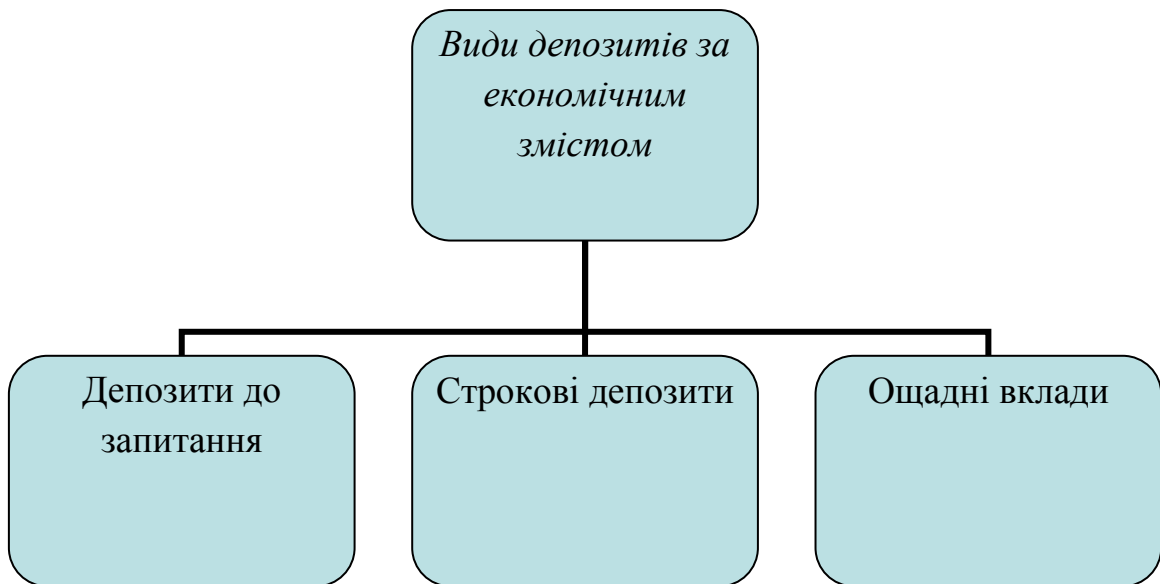 Види депозитів за
економічним
змістом
Депозити до
запитання
Строкові депозити
Ощадні вклади